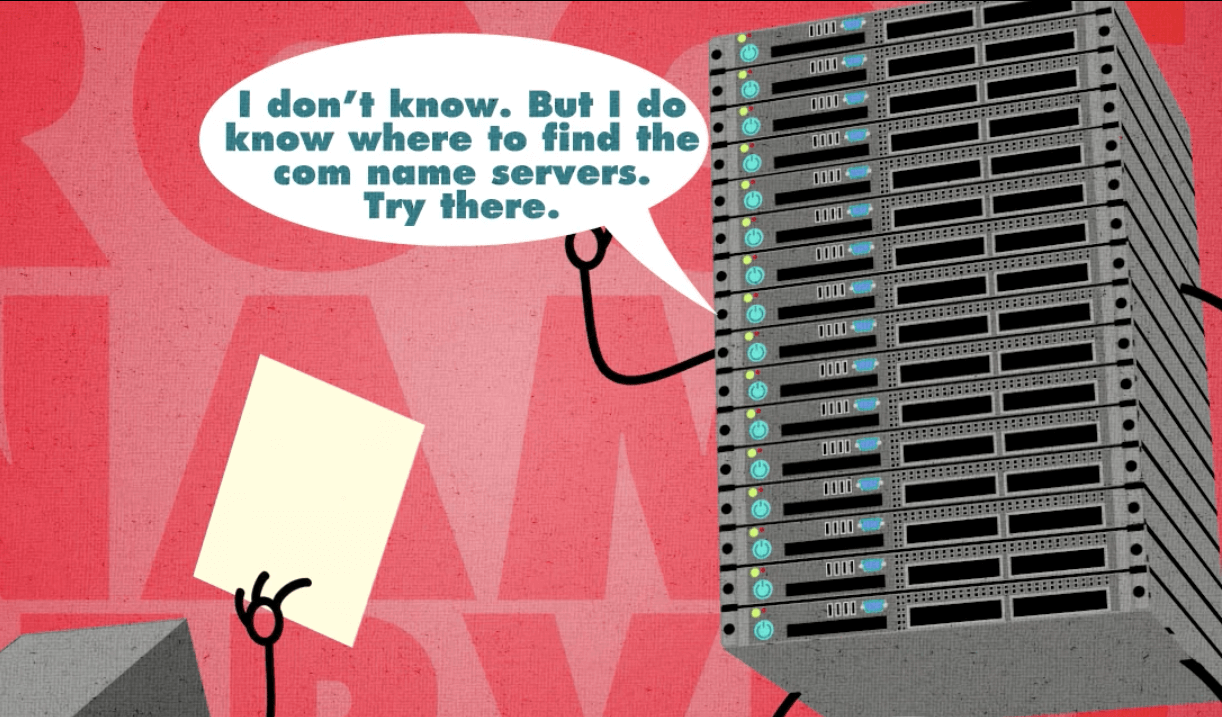 I don't know. But I do
know where to find the
com name servers.
Try there.